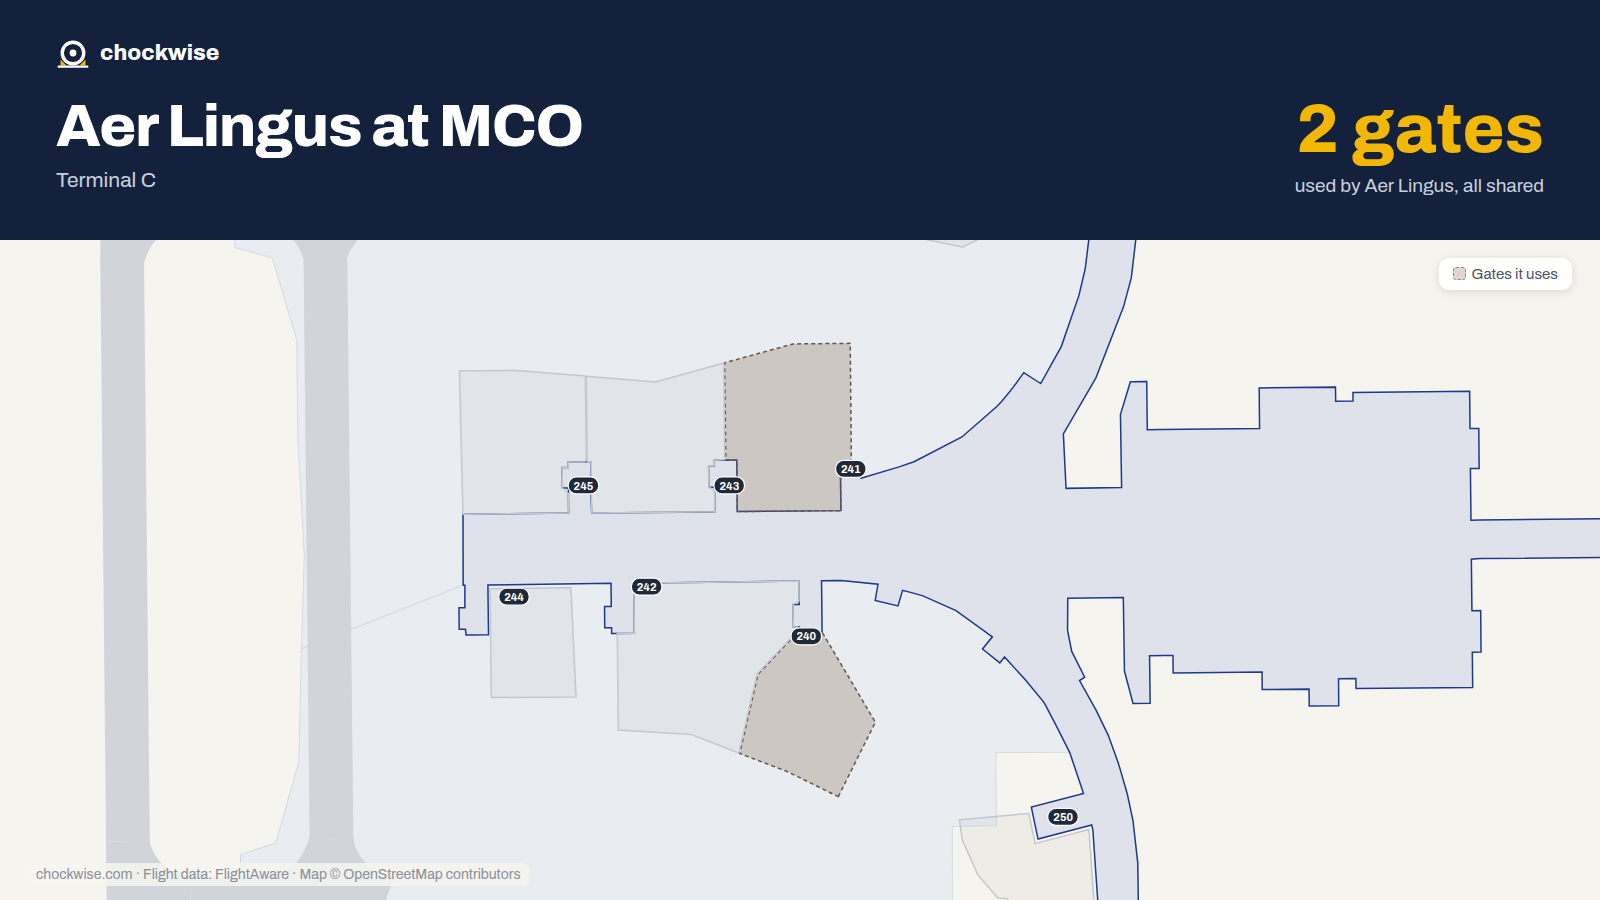 chockwise
Aer Lingus at MCO
Terminal C
2 gates
used by Aer Lingus, all shared
Gates it uses
241
245
243
242
244
240
250
chockwise.com · Flight data: FlightAware · Map © OpenStreetMap contributors